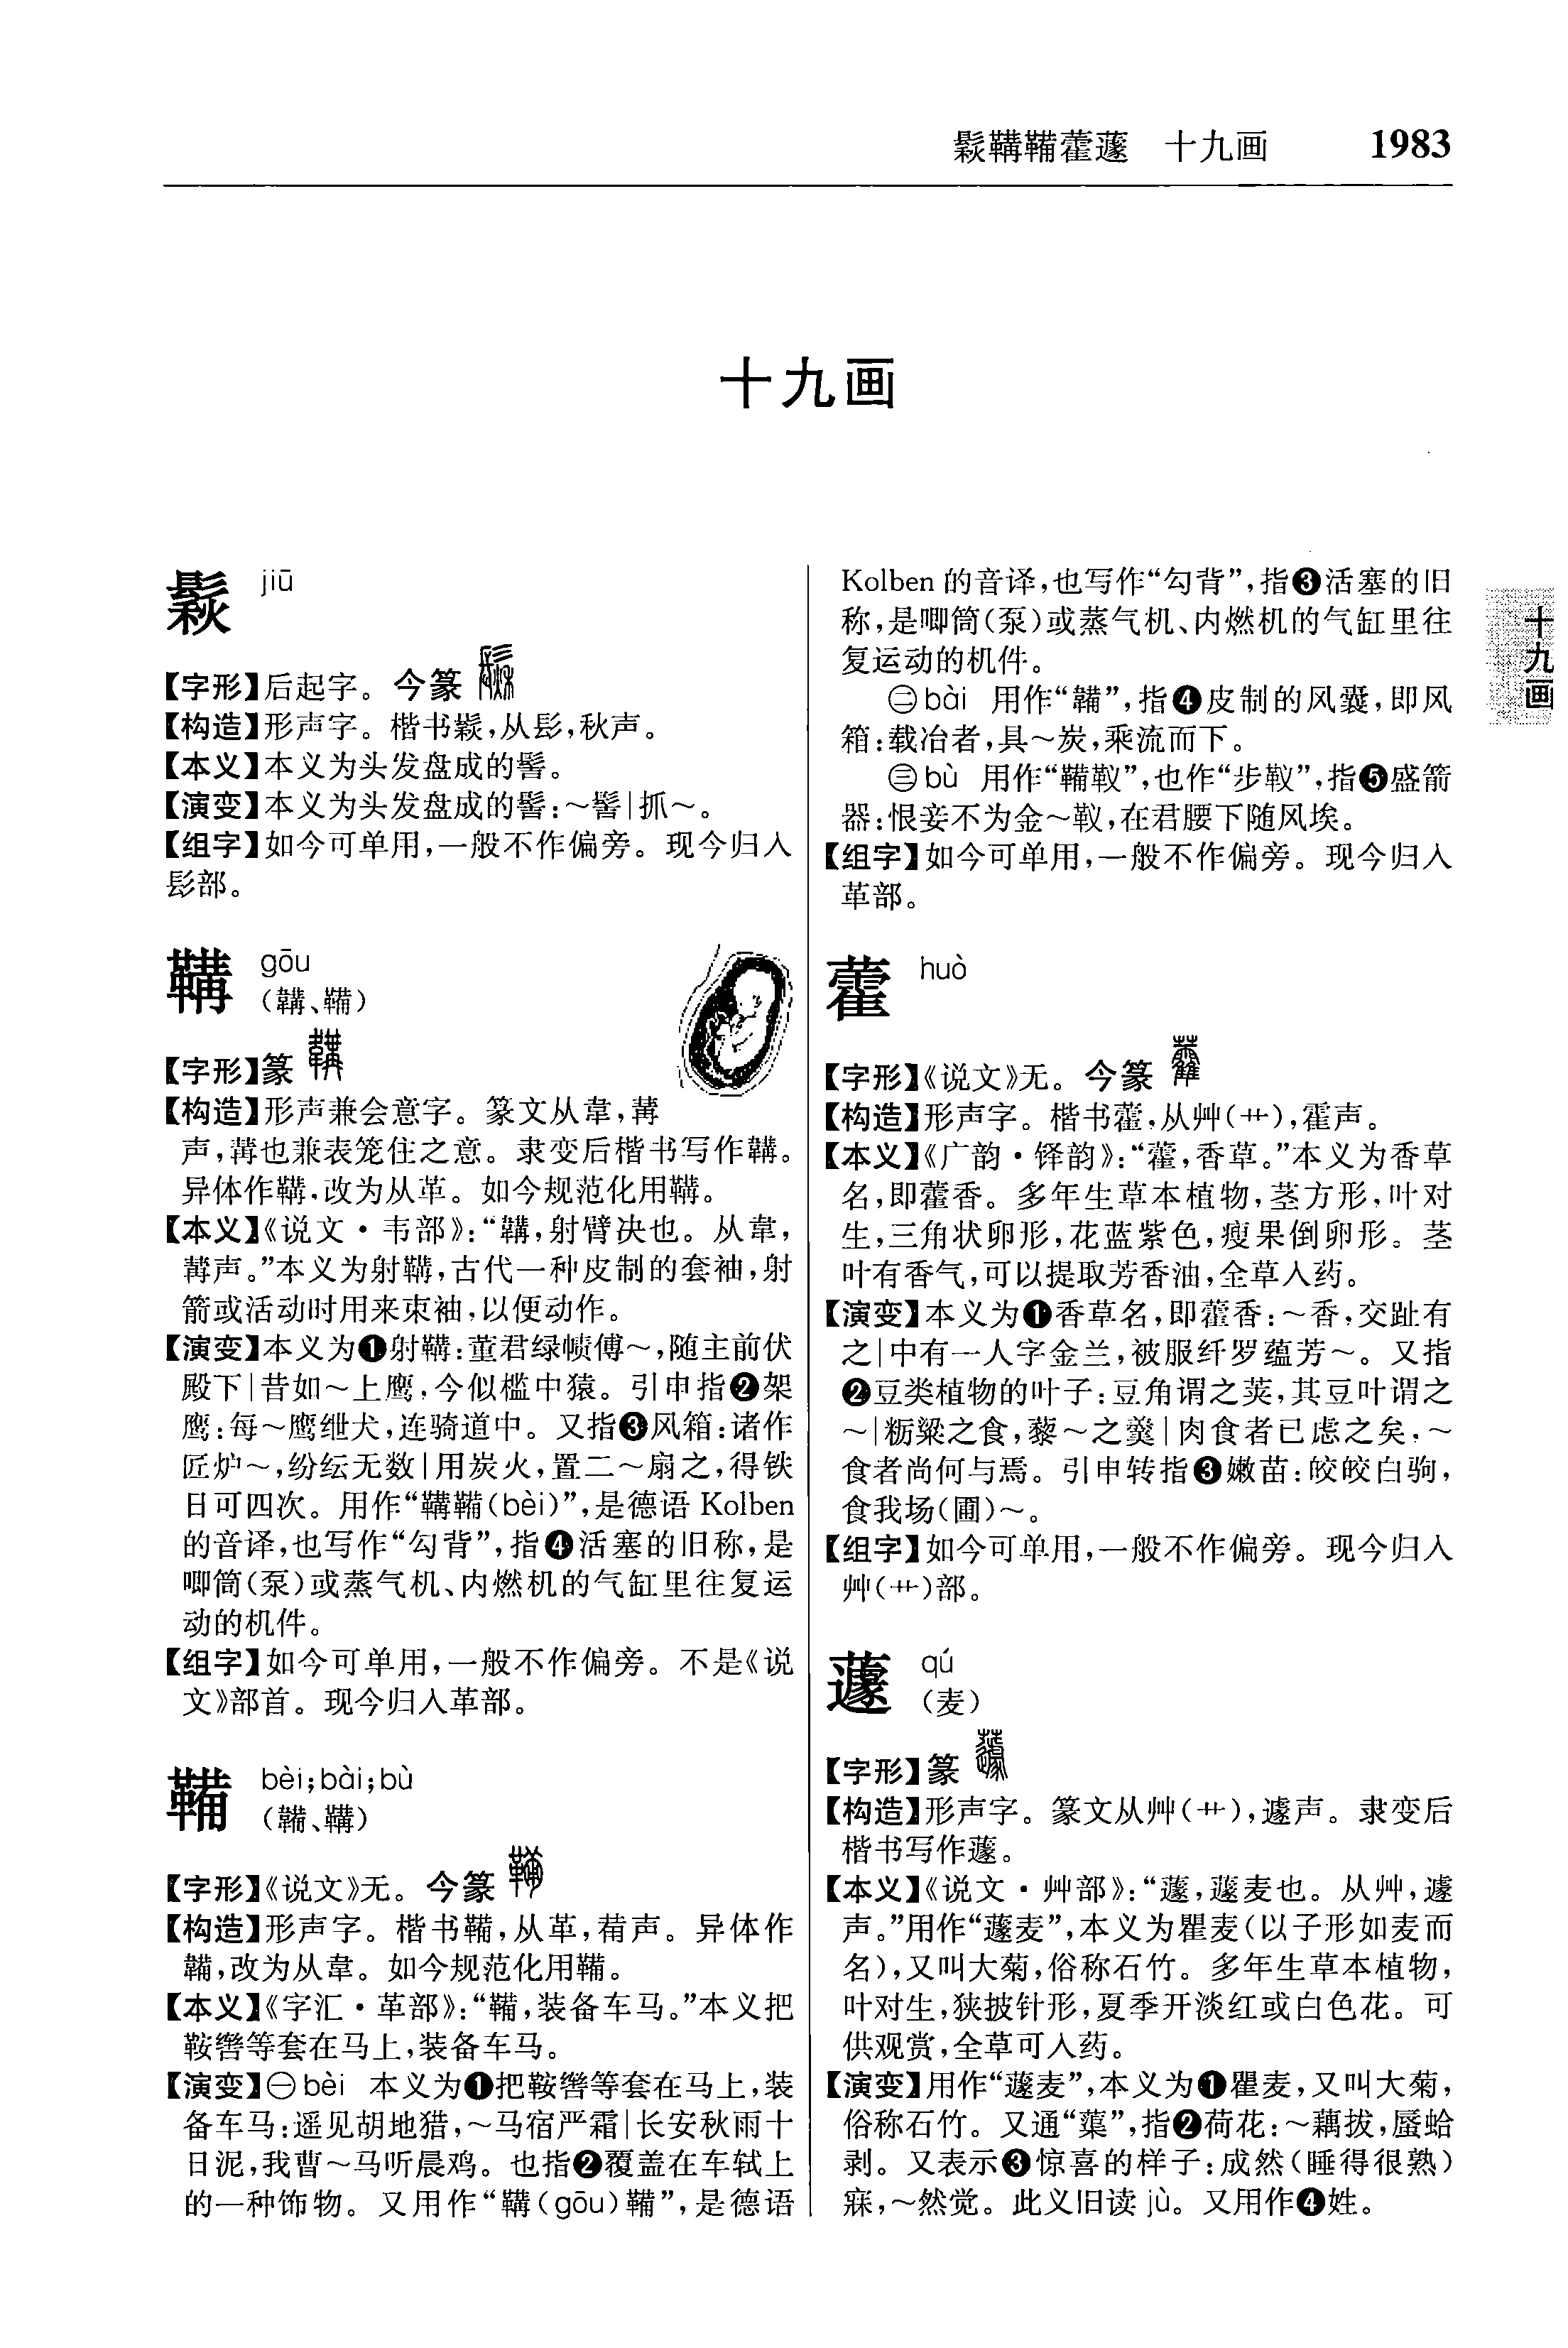 鬏鞲鞴藿蘧　十九画　1983
十九画
鬏 jiū
【字形】后起字。今篆
【构造】形声字。楷书鬏,从髟,秋声。
【本义】本义为头发盘成的髻。
【演变】本义为头发盘成的髻:～髻|抓～。
【组字】如今可单用,一般不作偏旁。现今归入
髟部。
鞲 gōu
(韝、鞴)
【字形】篆
【构造】形声兼会意字。篆文从韋,冓
声,冓也兼表笼住之意。隶变后楷书写作韝。
异体作鞲,改为从革。如今规范化用鞲。
【本义】《说文·韦部》:“韝,射臂决也。从韋,
冓声。”本义为射鞲,古代一种皮制的套袖,射
箭或活动时用来束袖,以便动作。
【演变】本义为❶射鞲:董君绿帻傅～,随主前伏
殿下|昔如～上鹰,今似槛中猿。引申指❷架
鹰:每～鹰绁犬,连骑道中。又指❸风箱:诸作
匠炉～,纷纭无数|用炭火,置二～扇之,得铁
日可四次。用作“鞲鞴(bèi)”,是德语 Kolben
的音译,也写作“勾背”,指❹活塞的旧称,是
唧筒(泵)或蒸气机、内燃机的气缸里往复运
动的机件。
【组字】如今可单用,一般不作偏旁。不是《说
文》部首。现今归入革部。
鞴 bèi;bài;bù
(韛、鞲)
【字形】《说文》无。今篆
【构造】形声字。楷书鞴,从革,𤰇声。异体作
韛,改为从韋。如今规范化用鞴。
【本义】《字汇·革部》:“鞴,装备车马。”本义把
鞍辔等套在马上,装备车马。
【演变】㊀bèi 本义为❶把鞍辔等套在马上,装
备车马:遥见胡地猎,～马宿严霜|长安秋雨十
日泥,我曹～马听晨鸡。也指❷覆盖在车轼上
的一种饰物。又用作“鞲(gōu)鞴”,是德语
Kolben 的音译,也写作“勾背”,指❸活塞的旧
称,是唧筒(泵)或蒸气机、内燃机的气缸里往
复运动的机件。
㊁bài 用作“韛”,指❹皮制的风囊,即风
箱:载冶者,具～炭,乘流而下。
㊂bù 用作“鞴靫”,也作“步靫”,指❺盛箭
器:恨妾不为金～靫,在君腰下随风埃。
【组字】如今可单用,一般不作偏旁。现今归入
革部。
藿 huò
【字形】《说文》无。今篆
【构造】形声字。楷书藿,从艸(艹),霍声。
【本义】《广韵·铎韵》:“藿,香草。”本义为香草
名,即藿香。多年生草本植物,茎方形,叶对
生,三角状卵形,花蓝紫色,瘦果倒卵形。茎
叶有香气,可以提取芳香油,全草入药。
【演变】本义为❶香草名,即藿香:～香,交趾有
之|中有一人字金兰,被服纤罗蕴芳～。又指
❷豆类植物的叶子:豆角谓之荚,其豆叶谓之
～|粝粱之食,藜～之羹|肉食者已虑之矣,～
食者尚何与焉。引申转指❸嫩苗:皎皎白驹,
食我场(圃)～。
【组字】如今可单用,一般不作偏旁。现今归入
艸(艹)部。
蘧 qú
(麦)
【字形】篆
【构造】形声字。篆文从艸(艹),遽声。隶变后
楷书写作蘧。
【本义】《说文·艸部》:“蘧,蘧麦也。从艸,遽
声。”用作“蘧麦”,本义为瞿麦(以子形如麦而
名),又叫大菊,俗称石竹。多年生草本植物,
叶对生,狭披针形,夏季开淡红或白色花。可
供观赏,全草可入药。
【演变】用作“蘧麦”,本义为❶瞿麦,又叫大菊,
俗称石竹。又通“蕖”,指❷荷花:～藕拔,蜃蛤
剥。又表示❸惊喜的样子:成然(睡得很熟)
寐,～然觉。此义旧读 jù。又用作❹姓。
十九画